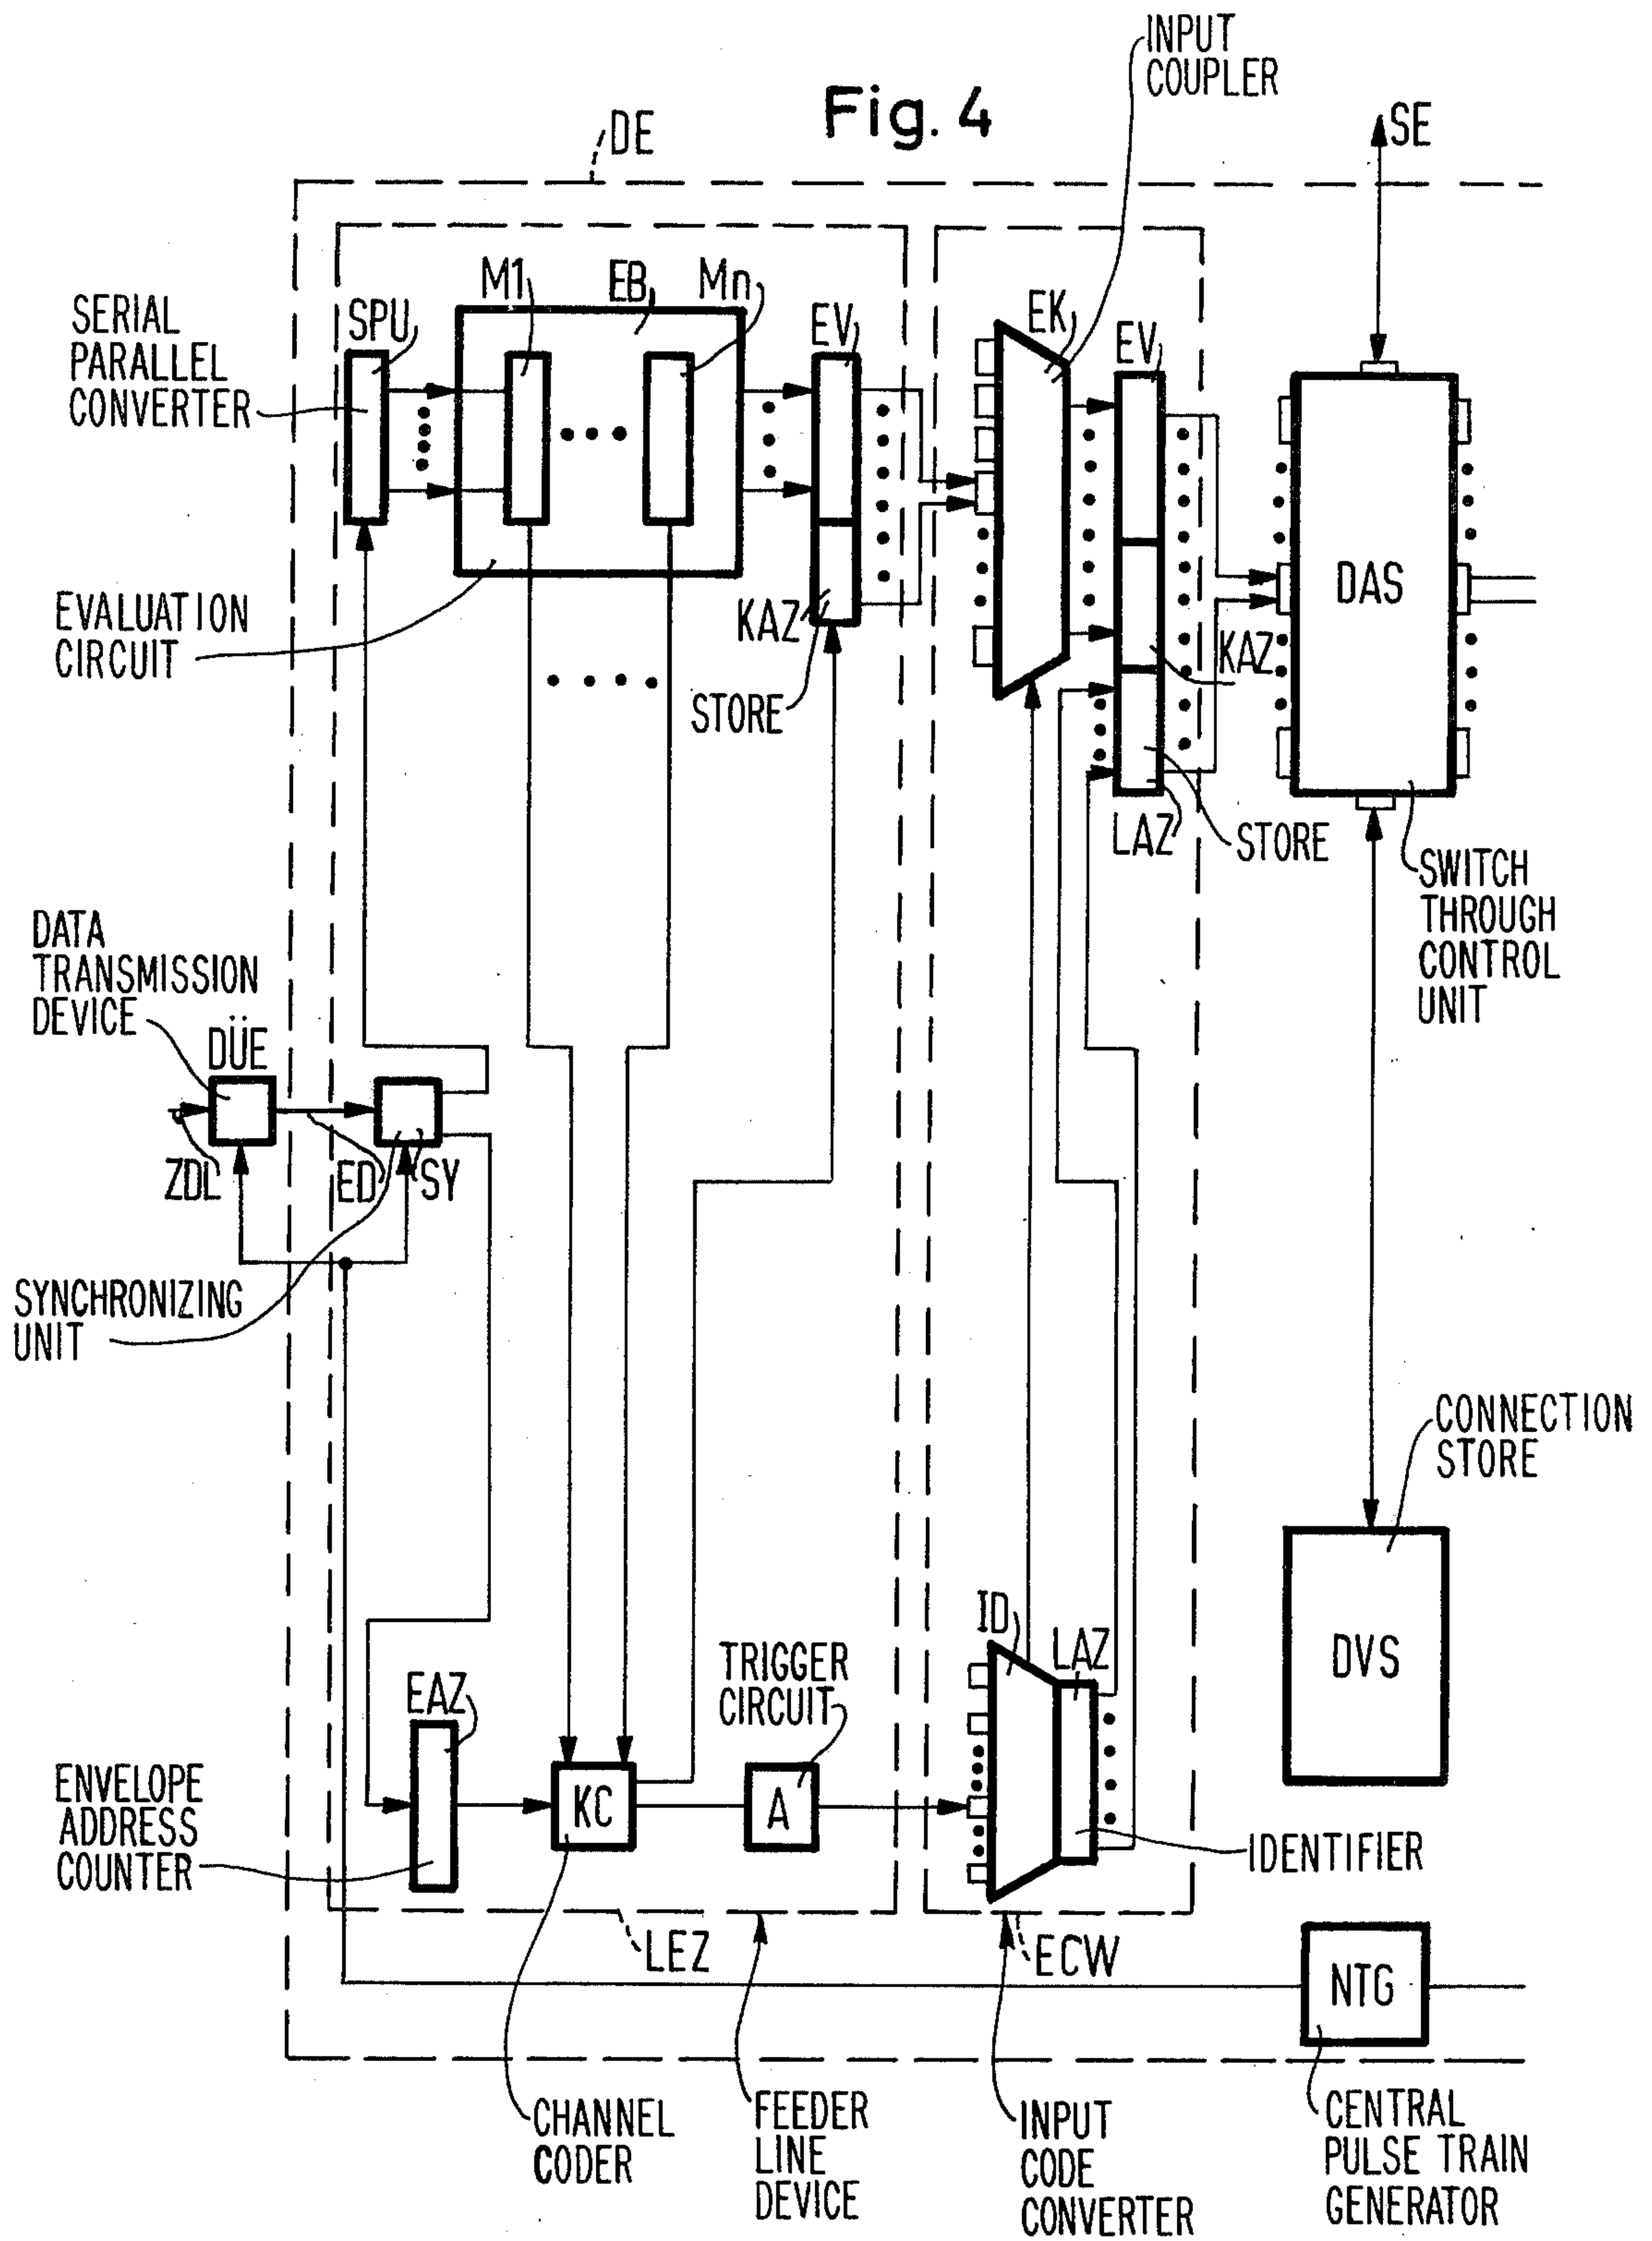 INPUT
COUPLER
Fig. 4
DE
SE
M1
EB
Mn
SERIAL
PARALLEL
CONVERTER
SPU
EV
EK
EV
DAS
EVALUATION
CIRCUIT
KAZ
STORE
KAZ
LAZ
STORE
SWITCH
THROUGH
CONTROL
UNIT
DATA
TRANSMISSION
DEVICE
DÜE
ZDL
ED
SY
SYNCHRONIZING
UNIT
CONNECTION
STORE
DVS
ID
LAZ
TRIGGER
CIRCUIT
EAZ
KC
A
ENVELOPE
ADDRESS
COUNTER
IDENTIFIER
LEZ
ECW
NTG
CHANNEL
CODER
FEEDER
LINE
DEVICE
INPUT
CODE
CONVERTER
CENTRAL
PULSE TRAIN
GENERATOR